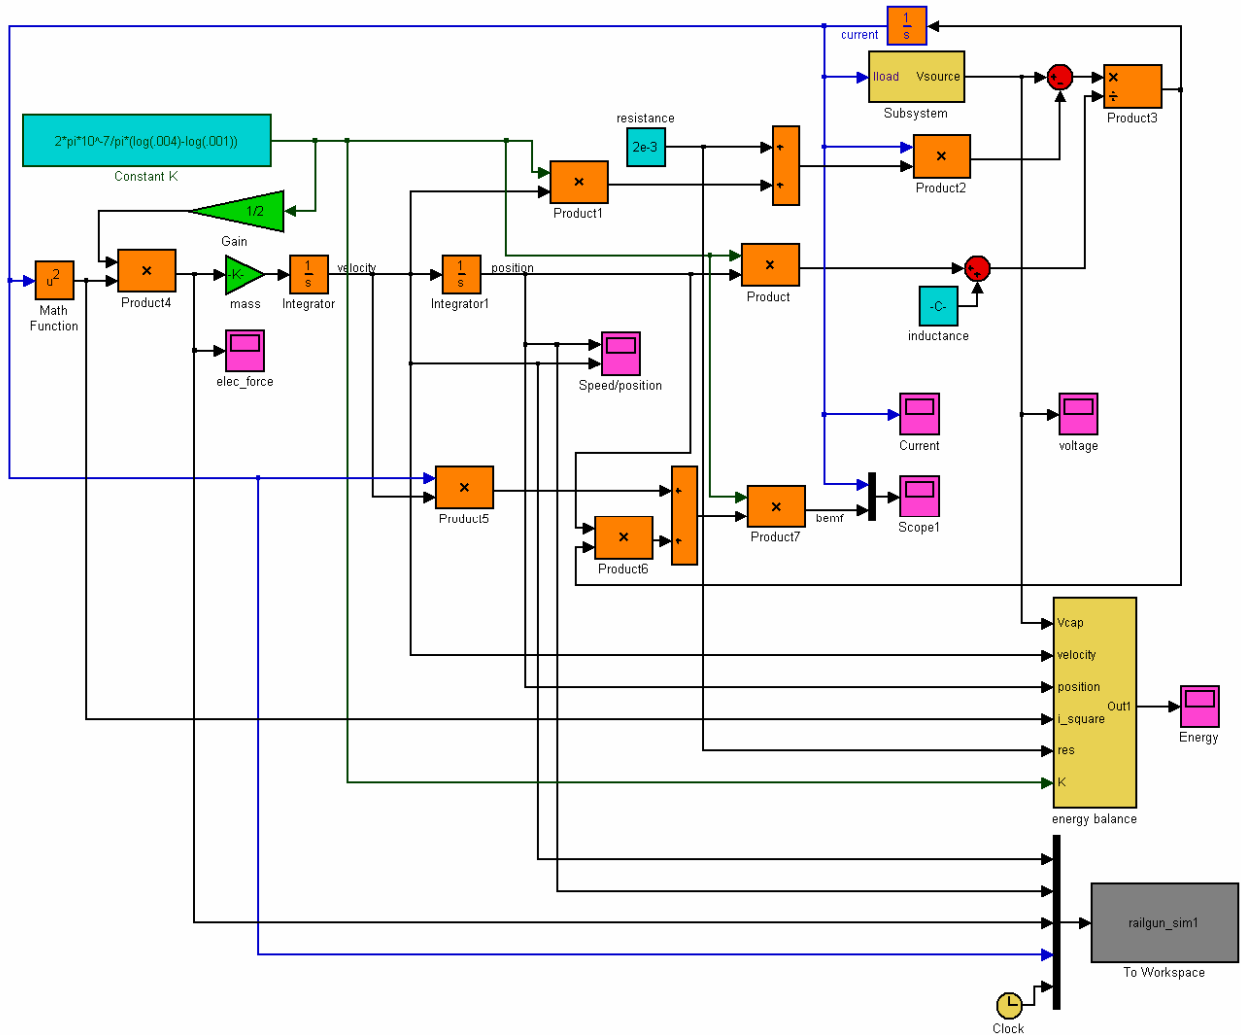 current
1
s
Iload
Vsource
Subsystem
×
÷
Product3
2*pi*10^-7/pi*(log(.004)-log(.001))
Constant K
resistance
2e-3
+
+
×
Product1
×
Product2
1/2
Gain
u²
Math
Function
×
Product4
-K-
mass
1
s
Integrator
velocity
1
s
Integrator1
position
×
Product
-C-
inductance
elec_force
Speed/position
Current
voltage
×
Product5
×
Product6
+
+
×
Product7
bemf
Scope1
Vcap
velocity
position
i_square
res
K
Out1
energy balance
Energy
railgun_sim1
To Workspace
Clock